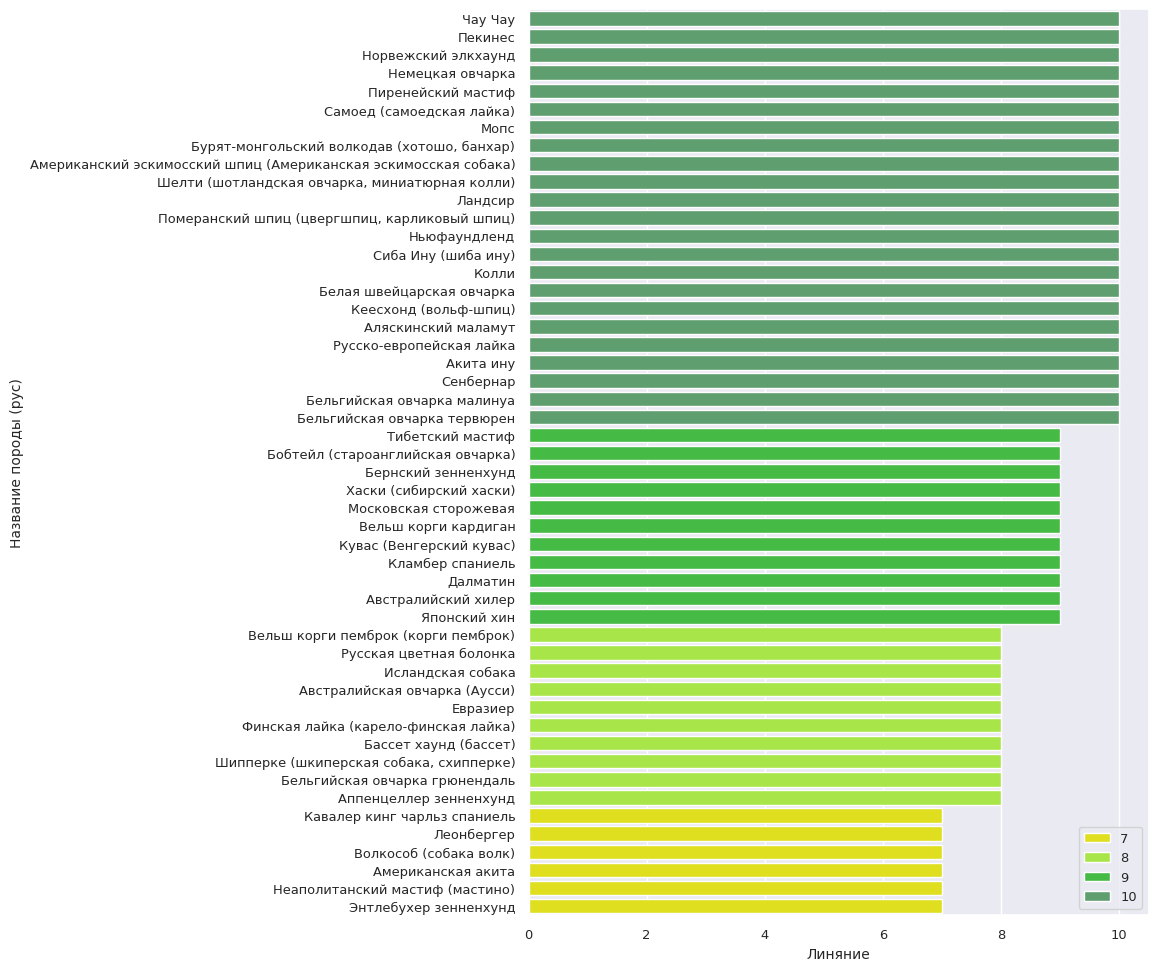 Чау Чау
Пекинес
Норвежский элкхаунд
Немецкая овчарка
Пиренейский мастиф
Самоед (самоедская лайка)
Мопс
Бурят-монгольский волкодав (хотошо, банхар)
Американский эскимосский шпиц (Американская эскимосская собака)
Шелти (шотландская овчарка, миниатюрная колли)
Ландсир
Померанский шпиц (цвергшпиц, карликовый шпиц)
Ньюфаундленд
Сиба Ину (шиба ину)
Колли
Белая швейцарская овчарка
Кеесхонд (вольф-шпиц)
Аляскинский маламут
Русско-европейская лайка
Акита ину
Сенбернар
Бельгийская овчарка малинуа
Бельгийская овчарка тервюрен
Тибетский мастиф
Бобтейл (староанглийская овчарка)
Бернский зенненхунд
Хаски (сибирский хаски)
Московская сторожевая
Вельш корги кардиган
Кувас (Венгерский кувас)
Кламбер спаниель
Далматин
Австралийский хилер
Японский хин
Вельш корги пемброк (корги пемброк)
Русская цветная болонка
Исландская собака
Австралийская овчарка (Аусси)
Евразиер
Финская лайка (карело-финская лайка)
Бассет хаунд (бассет)
Шипперке (шкиперская собака, схипперке)
Бельгийская овчарка грюнендаль
Аппенцеллер зенненхунд
Кавалер кинг чарльз спаниель
Леонбергер
Волкособ (собака волк)
Американская акита
Неаполитанский мастиф (мастино)
Энтлебухер зенненхунд
Название породы (рус)
0 2 4 6 8 10
Линяние
7
8
9
10